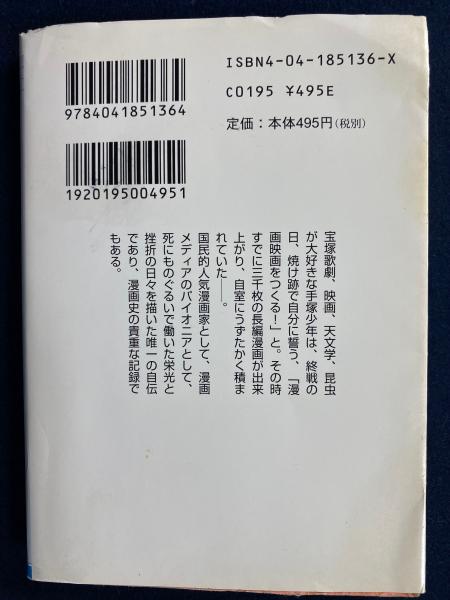 ISBN4-04-185136-X
C0195 ¥495E
定価：本体495円(税別)
9784041851364
1920195004951
宝塚歌劇、映画、天文学、昆虫
が大好きな手塚少年は、終戦の
日、焼け跡で自分に誓う、「漫
画映画をつくる！」と。その時
すでに三千枚の長編漫画が出来
上がり、自室にうずたかく積ま
れていた――。
国民的人気漫画家として、漫画
メディアのパイオニアとして、
死にものぐるいで働いた栄光と
挫折の日々を描いた唯一の自伝
であり、漫画史の貴重な記録で
もある。